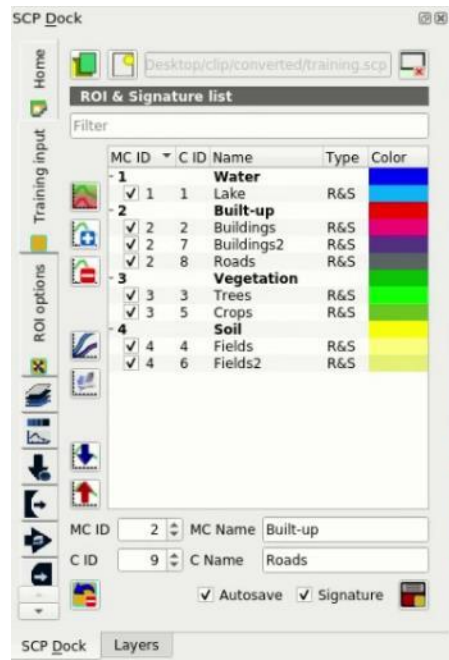 SCP Dock
Home
Training input
ROI options
Desktop/clip/converted/training.scp
ROI & Signature list
Filter
MC ID C ID Name Type Color
1 Water
1 1 Lake R&S
2 Built-up
2 2 Buildings R&S
2 7 Buildings2 R&S
2 8 Roads R&S
3 Vegetation
3 3 Trees R&S
3 5 Crops R&S
4 Soil
4 4 Fields R&S
4 6 Fields2 R&S
MC ID 2 MC Name Built-up
C ID 9 C Name Roads
Autosave Signature
SCP Dock Layers